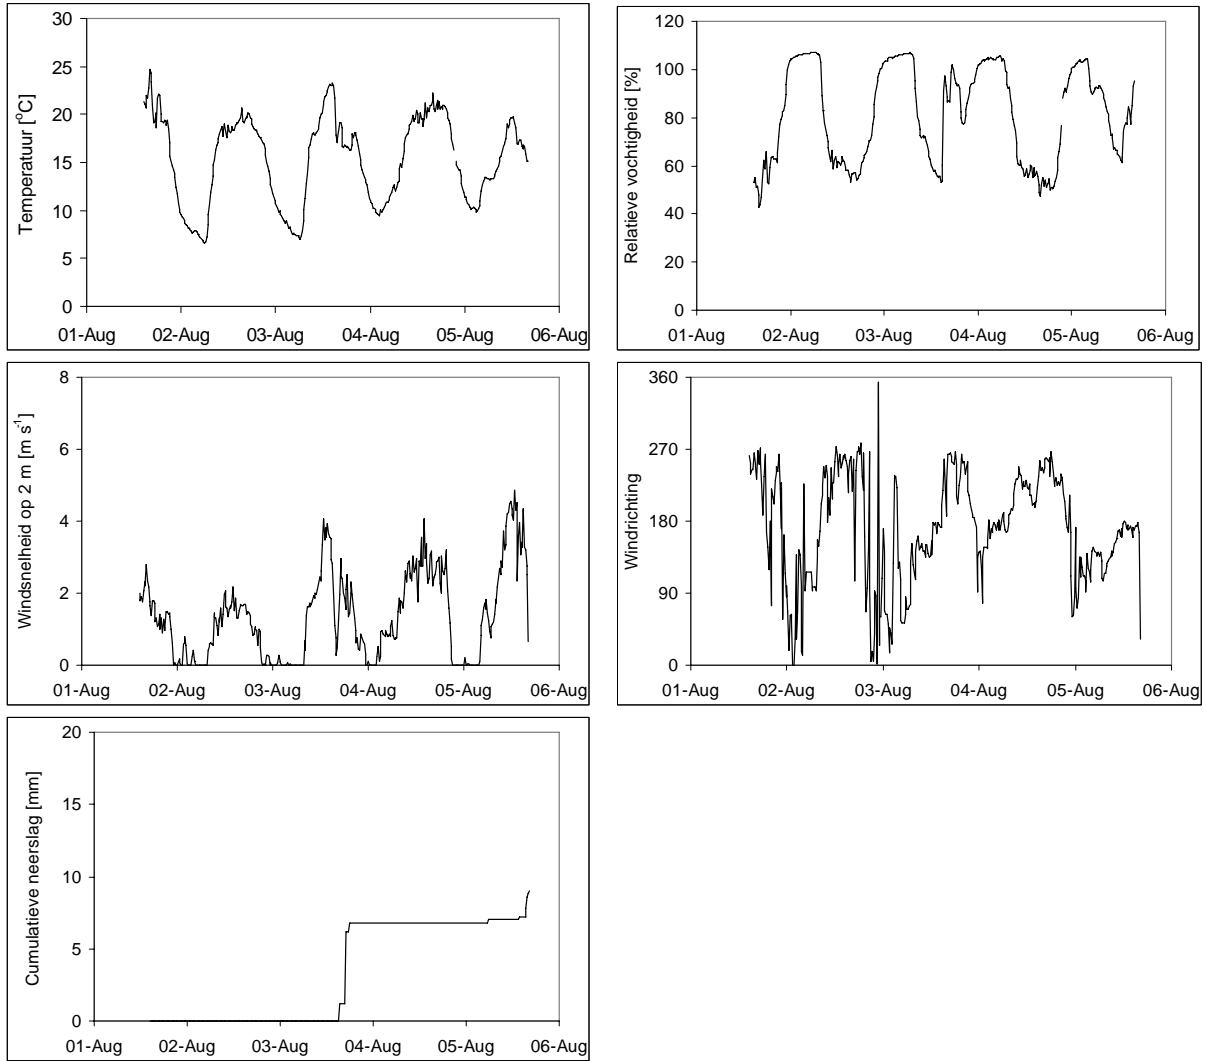 Temperatuur [°C]
30
25
20
15
10
5
0
01-Aug 02-Aug 03-Aug 04-Aug 05-Aug 06-Aug
Relatieve vochtigheid [%]
120
100
80
60
40
20
0
01-Aug 02-Aug 03-Aug 04-Aug 05-Aug 06-Aug
Windsnelheid op 2 m [m s⁻¹]
8
6
4
2
0
01-Aug 02-Aug 03-Aug 04-Aug 05-Aug 06-Aug
Windrichting
360
270
180
90
0
01-Aug 02-Aug 03-Aug 04-Aug 05-Aug 06-Aug
Cumulatieve neerslag [mm]
20
15
10
5
0
01-Aug 02-Aug 03-Aug 04-Aug 05-Aug 06-Aug